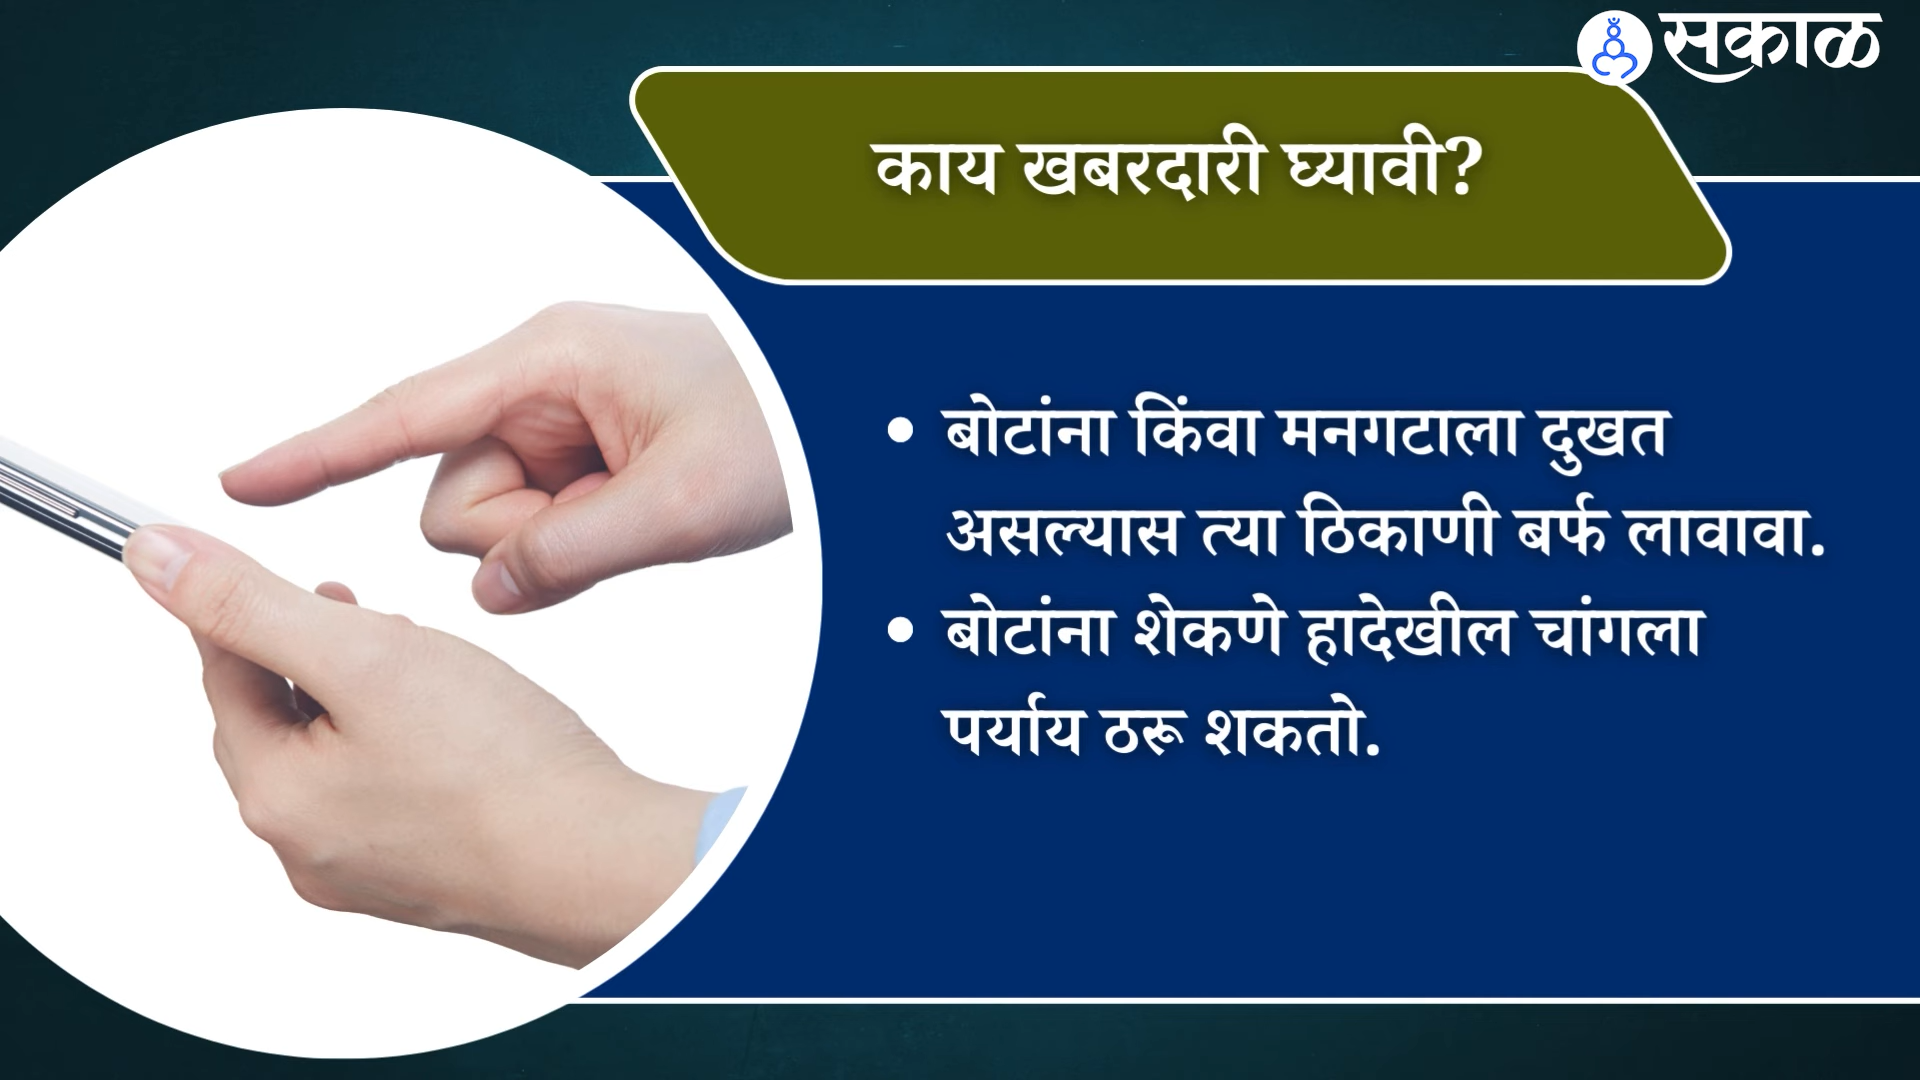 सकाळ
काय खबरदारी घ्यावी?
• बोटांना किंवा मनगटाला दुखत
असल्यास त्या ठिकाणी बर्फ लावावा.
• बोटांना शेकणे हादेखील चांगला
पर्याय ठरू शकतो.